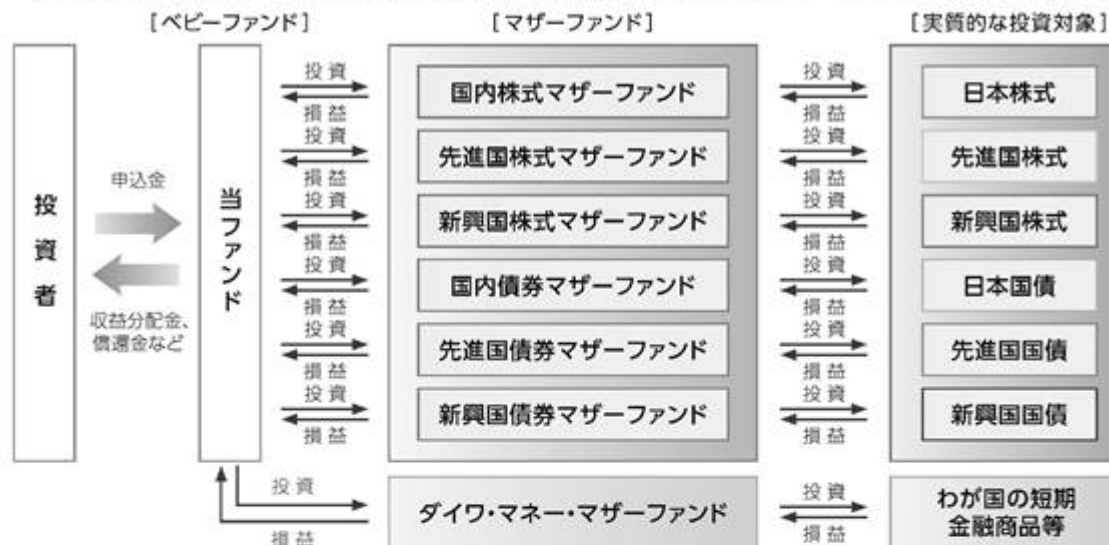 [ベビーファンド]
[マザーファンド]
[実質的な投資対象]
投資者
申込金
収益分配金、
償還金など
当ファンド
投資
損益
国内株式マザーファンド
投資
損益
日本株式
投資
損益
先進国株式マザーファンド
投資
損益
先進国株式
投資
損益
新興国株式マザーファンド
投資
損益
新興国株式
投資
損益
国内債券マザーファンド
投資
損益
日本国債
投資
損益
先進国債券マザーファンド
投資
損益
先進国国債
投資
損益
新興国債券マザーファンド
投資
損益
新興国国債
投資
損益
ダイワ・マネー・マザーファンド
投資
損益
わが国の短期
金融商品等